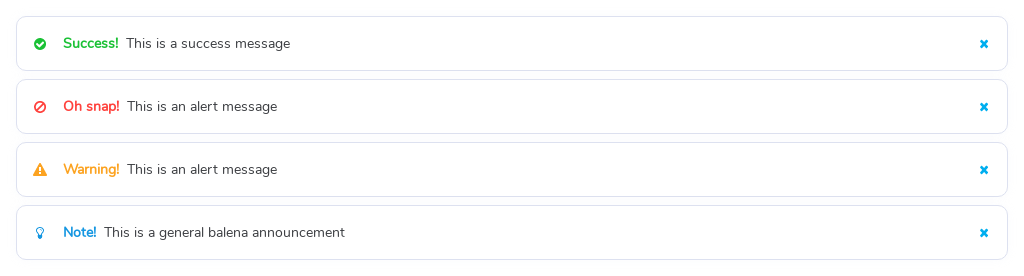 Success! This is a success message
Oh snap! This is an alert message
Warning! This is an alert message
Note! This is a general balena announcement